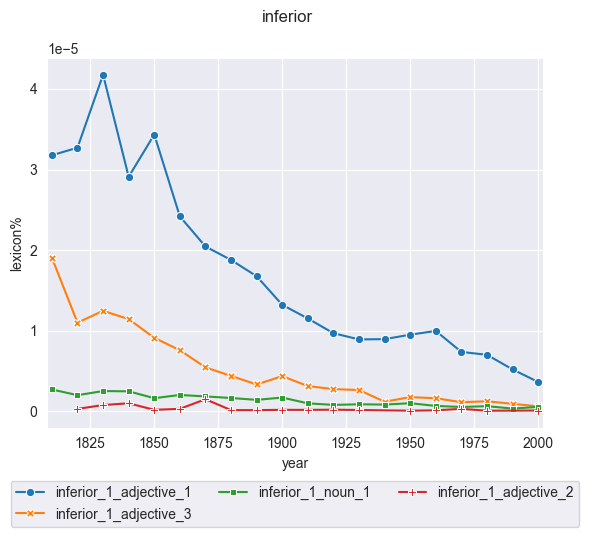 inferior
1e−5
4
3
2
1
0
lexicon%
1825 1850 1875 1900 1925 1950 1975 2000
year
inferior_1_adjective_1 inferior_1_noun_1 inferior_1_adjective_2
inferior_1_adjective_3